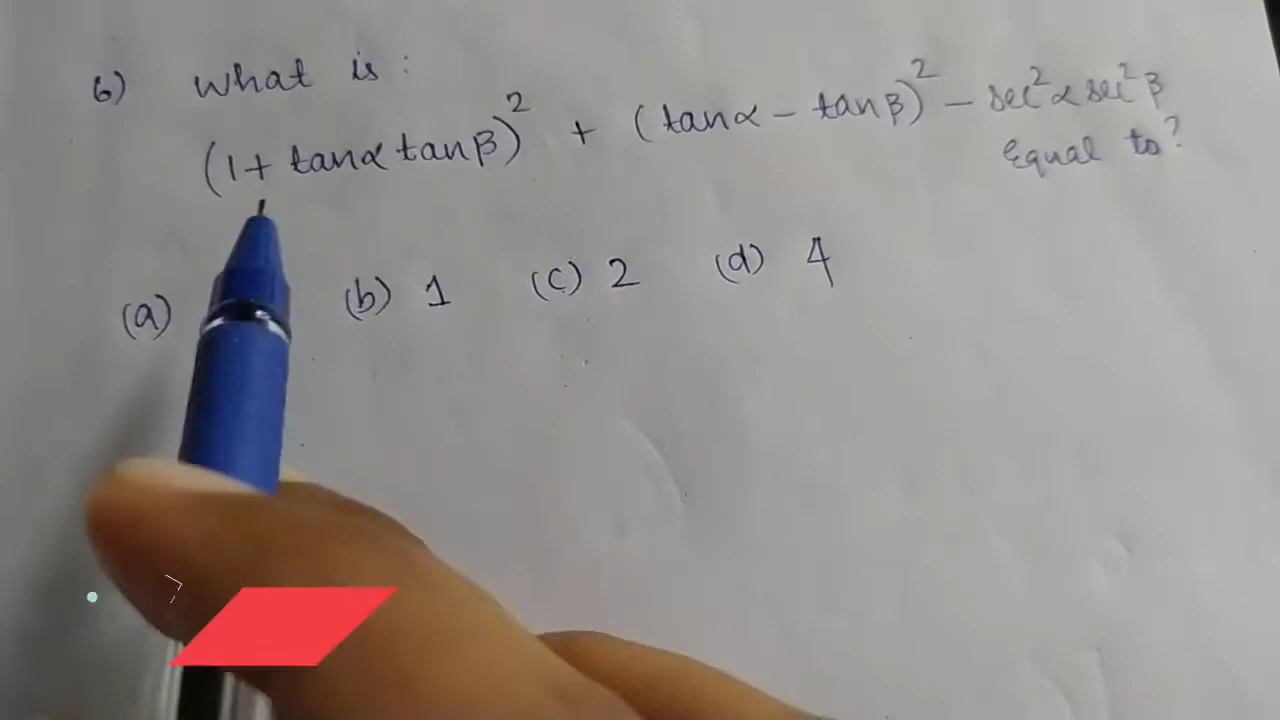 6) What is :
(1 + tanα tanβ)² + (tanα − tanβ)² − sec²α sec²β
Equal to?
(a) (b) 1 (c) 2 (d) 4